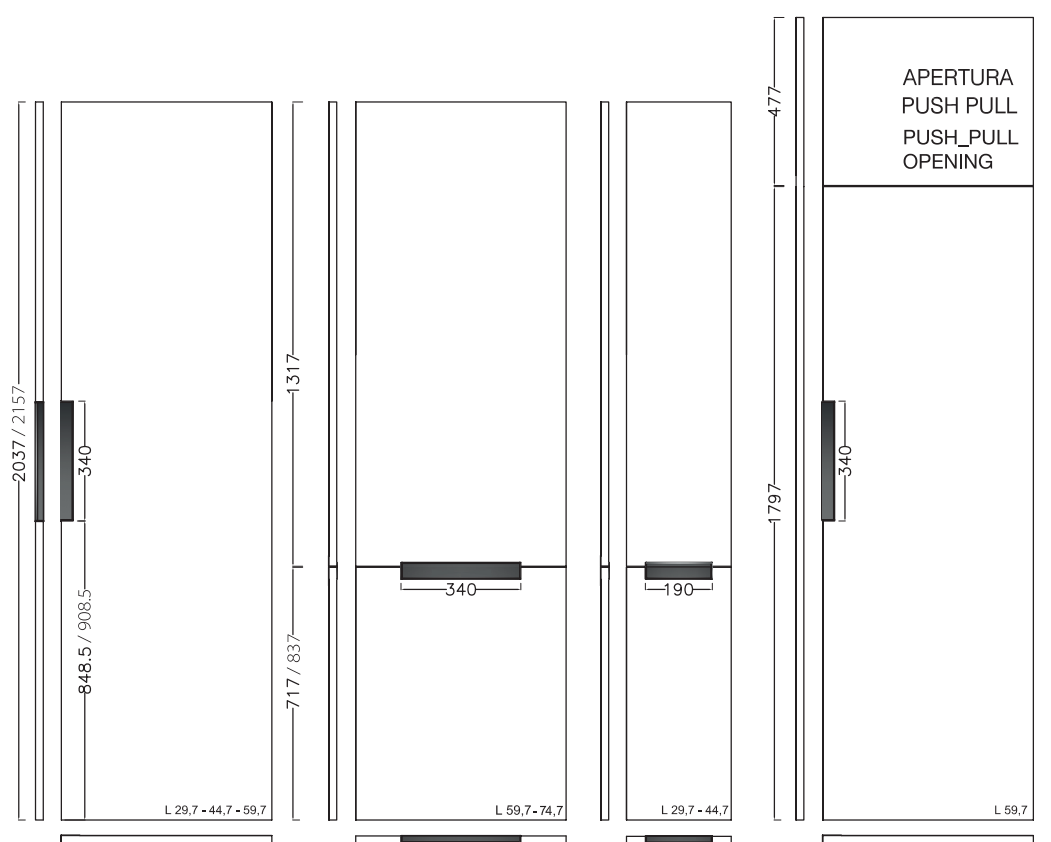 2037 / 2157
340
848.5 / 908.5
L 29,7 - 44,7 - 59,7
1317
717 / 837
340
L 59,7 - 74,7
190
L 29,7 - 44,7
477
1797
APERTURA
PUSH PULL
PUSH_PULL
OPENING
340
L 59,7